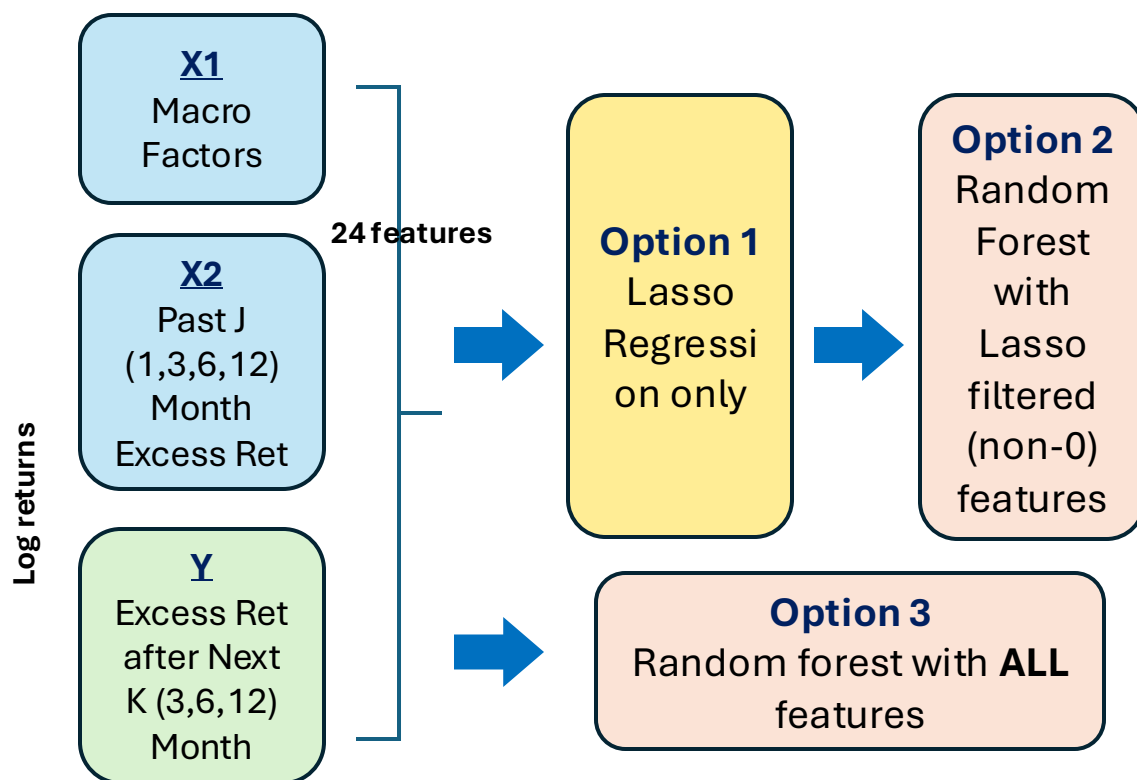 X1
Macro
Factors
24 features
X2
Past J
(1,3,6,12)
Month
Excess Ret
Log returns
Y
Excess Ret
after Next
K (3,6,12)
Month
Option 1
Lasso
Regressi
on only
Option 2
Random
Forest
with
Lasso
filtered
(non-0)
features
Option 3
Random forest with ALL
features